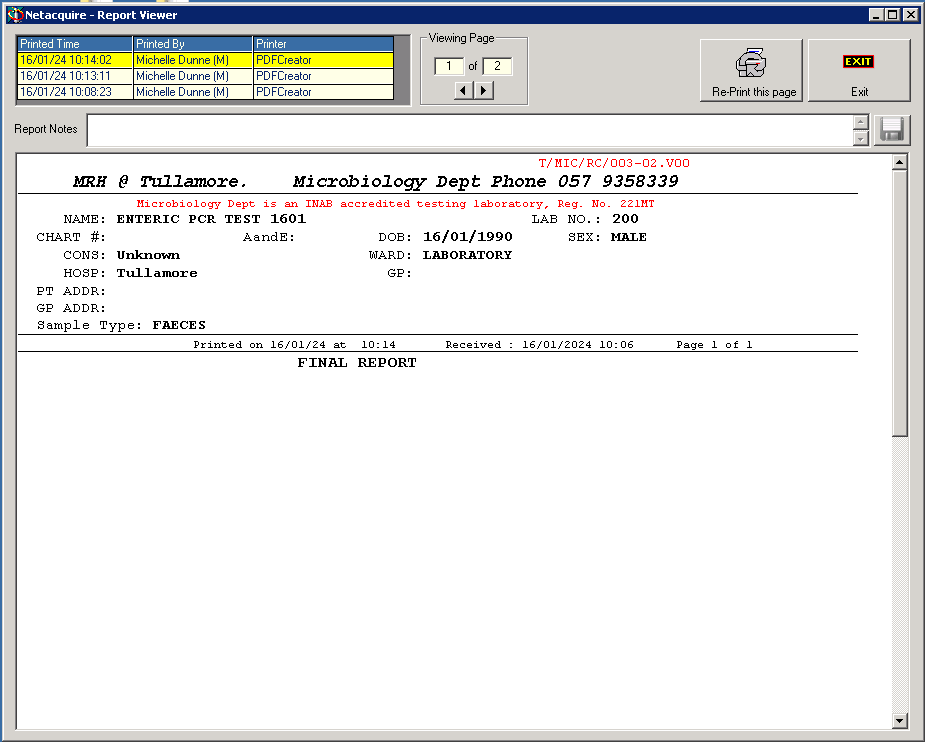 Netacquire - Report Viewer
Printed Time Printed By Printer
16/01/24 10:14:02 Michelle Dunne (M) PDFCreator
16/01/24 10:13:11 Michelle Dunne (M) PDFCreator
16/01/24 10:08:23 Michelle Dunne (M) PDFCreator
Viewing Page
1 of 2
Re-Print this page
EXIT
Exit
Report Notes
T/MIC/RC/003-02.V00
MRH @ Tullamore. Microbiology Dept Phone 057 9358339
Microbiology Dept is an INAB accredited testing laboratory, Reg. No. 221MT
NAME: ENTERIC PCR TEST 1601 LAB NO.: 200
CHART #: AandE: DOB: 16/01/1990 SEX: MALE
CONS: Unknown WARD: LABORATORY
HOSP: Tullamore GP:
PT ADDR:
GP ADDR:
Sample Type: FAECES
Printed on 16/01/24 at 10:14 Received : 16/01/2024 10:06 Page 1 of 1
FINAL REPORT